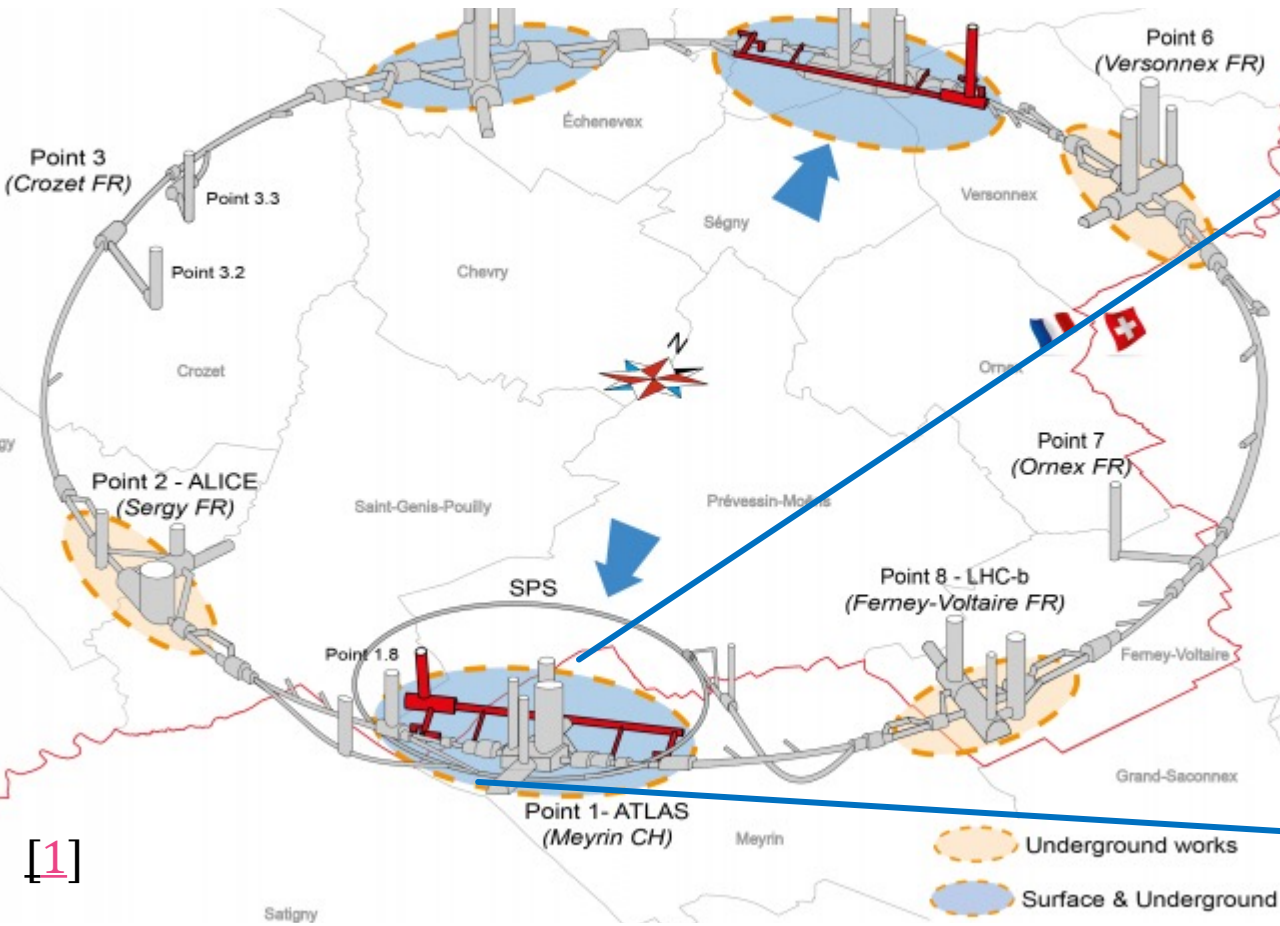 Point 6
(Versonnex FR)
Échenevex
Point 3
(Crozet FR)
Point 3.3
Versonnex
Ségny
Point 3.2
Chevry
N
Crozet
Ornex
gy
Point 7
(Ornex FR)
Point 2 - ALICE
(Sergy FR)
Saint-Genis-Pouilly
Prévessin-Moëns
SPS
Point 8 - LHC-b
(Ferney-Voltaire FR)
Point 1.8
Ferney-Voltaire
Grand-Saconnex
Point 1- ATLAS
(Meyrin CH)
Meyrin
Underground works
[1]
Surface & Underground
Satigny